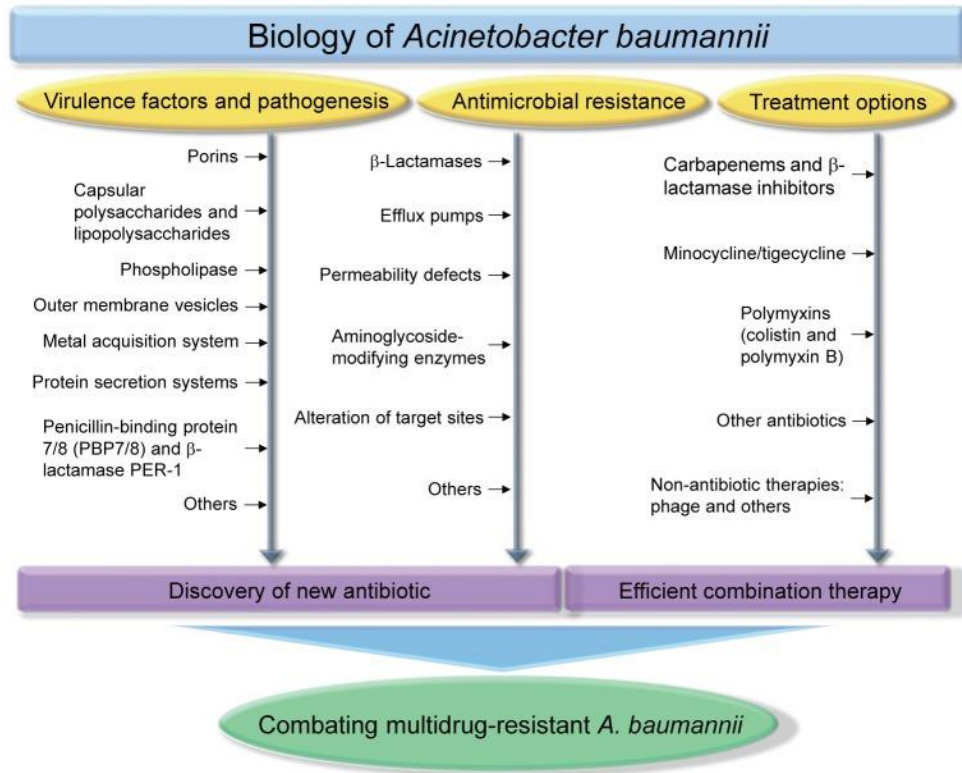 Biology of Acinetobacter baumannii
Virulence factors and pathogenesis
Porins
Capsular
polysaccharides and
lipopolysaccharides
Phospholipase
Outer membrane vesicles
Metal acquisition system
Protein secretion systems
Penicillin-binding protein
7/8 (PBP7/8) and β-
lactamase PER-1
Others
Antimicrobial resistance
β-Lactamases
Efflux pumps
Permeability defects
Aminoglycoside-
modifying enzymes
Alteration of target sites
Others
Treatment options
Carbapenems and β-
lactamase inhibitors
Minocycline/tigecycline
Polymyxins
(colistin and
polymyxin B)
Other antibiotics
Non-antibiotic therapies:
phage and others
Discovery of new antibiotic
Efficient combination therapy
Combating multidrug-resistant A. baumannii